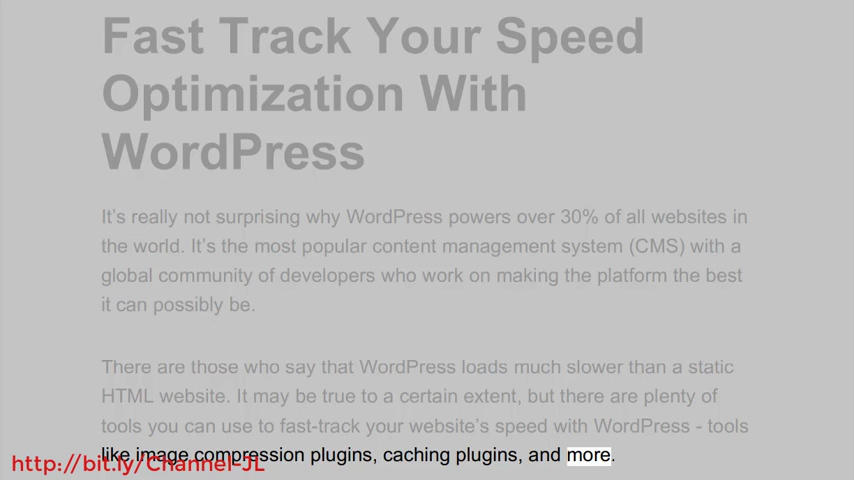 Fast Track Your Speed
Optimization With
WordPress
It's really not surprising why WordPress powers over 30% of all websites in
the world. It's the most popular content management system (CMS) with a
global community of developers who work on making the platform the best
it can possibly be.
There are those who say that WordPress loads much slower than a static
HTML website. It may be true to a certain extent, but there are plenty of
tools you can use to fast-track your website's speed with WordPress - tools
like image compression plugins, caching plugins, and more.
http://bit.ly/Channel-JL